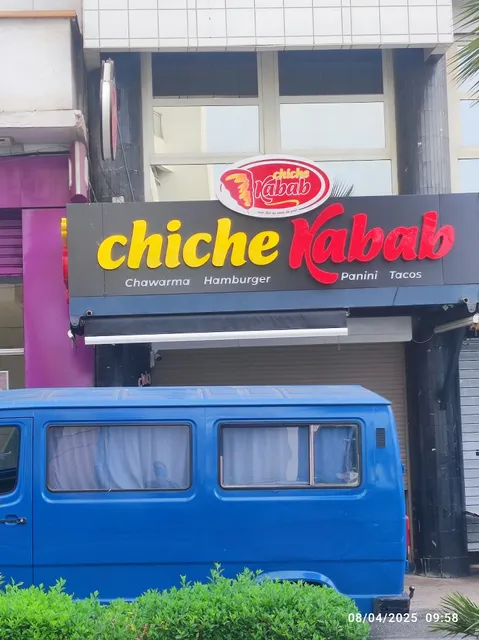 chiche
Kabab
chiche Kabab
Chawarma Hamburger Panini Tacos
08/04/2025 09:58